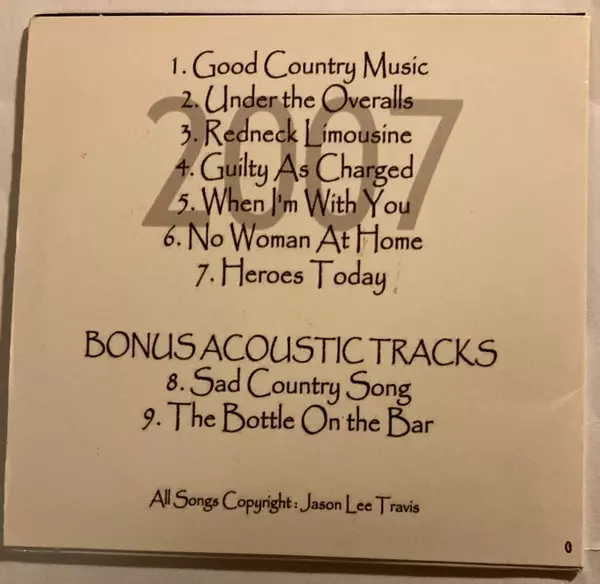 2007
1. Good Country Music
2. Under the Overalls
3. Redneck Limousine
4. Guilty As Charged
5. When I'm With You
6. No Woman At Home
7. Heroes Today
BONUS ACOUSTIC TRACKS
8. Sad Country Song
9. The Bottle On the Bar
All Songs Copyright: Jason Lee Travis
0